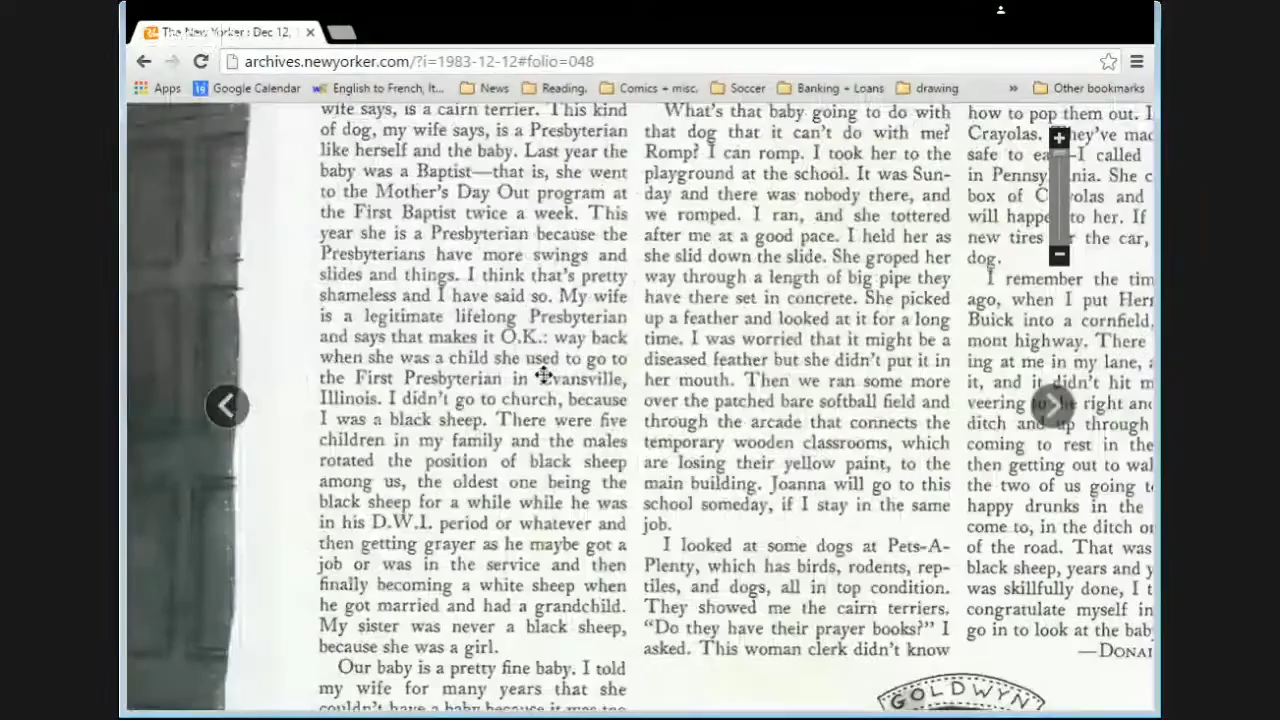 The New Yorker : Dec 12,
archives.newyorker.com/?i=1983-12-12#folio=048
Apps
Google Calendar
English to French, It...
News
Reading.
Comics + misc.
Soccer
Banking + Loans
drawing
»
Other bookmarks
wife says, is a cairn terrier. This kind
of dog, my wife says, is a Presbyterian
like herself and the baby. Last year the
baby was a Baptist—that is, she went
to the Mother's Day Out program at
the First Baptist twice a week. This
year she is a Presbyterian because the
Presbyterians have more swings and
slides and things. I think that's pretty
shameless and I have said so. My wife
is a legitimate lifelong Presbyterian
and says that makes it O.K.: way back
when she was a child she used to go to
the First Presbyterian in Evansville,
Illinois. I didn't go to church, because
I was a black sheep. There were five
children in my family and the males
rotated the position of black sheep
among us, the oldest one being the
black sheep for a while while he was
in his D.W.I. period or whatever and
then getting grayer as he maybe got a
job or was in the service and then
finally becoming a white sheep when
he got married and had a grandchild.
My sister was never a black sheep,
because she was a girl.
Our baby is a pretty fine baby. I told
my wife for many years that she
couldn't have a baby because it was too
What's that baby going to do with
that dog that it can't do with me?
Romp? I can romp. I took her to the
playground at the school. It was Sun-
day and there was nobody there, and
we romped. I ran, and she tottered
after me at a good pace. I held her as
she slid down the slide. She groped her
way through a length of big pipe they
have there set in concrete. She picked
up a feather and looked at it for a long
time. I was worried that it might be a
diseased feather but she didn't put it in
her mouth. Then we ran some more
over the patched bare softball field and
through the arcade that connects the
temporary wooden classrooms, which
are losing their yellow paint, to the
main building. Joanna will go to this
school someday, if I stay in the same
job.
I looked at some dogs at Pets-A-
Plenty, which has birds, rodents, rep-
tiles, and dogs, all in top condition.
They showed me the cairn terriers.
"Do they have their prayer books?" I
asked. This woman clerk didn't know
how to pop them out. I
Crayolas. They've mad
safe to ea—I called
in Pennsy nia. She c
box of C olas and
will happe to her. If
new tires r the car,
dog.
I remember the tim
ago, when I put Her
Buick into a cornfield,
mont highway. There
ing at me in my lane, a
it, and it didn't hit m
veering to the right and
ditch and up through
coming to rest in the
then getting out to wal
the two of us going t
happy drunks in the
come to, in the ditch or
of the road. That was
black sheep, years and y
was skillfully done, I t
congratulate myself in
go in to look at the bab
—DONA
GOLDWYN